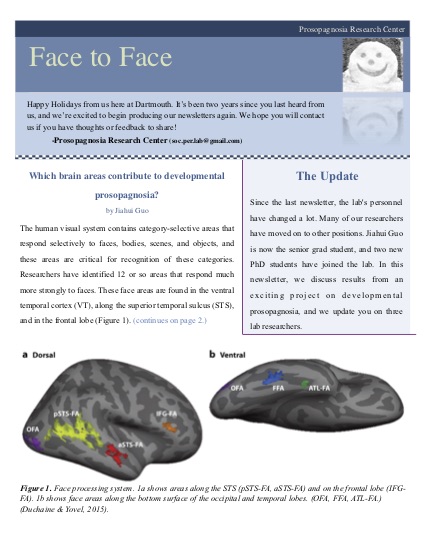 Prosopagnosia Research Center
Face to Face
Happy Holidays from us here at Dartmouth. It's been two years since you last heard from
us, and we're excited to begin producing our newsletters again. We hope you will contact
us if you have thoughts or feedback to share!
-Prosopagnosia Research Center (soc.per.lab@gmail.com)
Which brain areas contribute to developmental
prosopagnosia?
by Jiahui Guo
The human visual system contains category-selective areas that
respond selectively to faces, bodies, scenes, and objects, and
these areas are critical for recognition of these categories.
Researchers have identified 12 or so areas that respond much
more strongly to faces. These face areas are found in the ventral
temporal cortex (VT), along the superior temporal sulcus (STS),
and in the frontal lobe (Figure 1). (continues on page 2.)
The Update
Since the last newsletter, the lab's personnel
have changed a lot. Many of our researchers
have moved on to other positions. Jiahui Guo
is now the senior grad student, and two new
PhD students have joined the lab. In this
newsletter, we discuss results from an
exciting project on developmental
prosopagnosia, and we update you on three
lab researchers.
a Dorsal
pSTS-FA
IFG-FA
OFA
aSTS-FA
b Ventral
OFA
FFA
ATL-FA
Figure 1. Face processing system. 1a shows areas along the STS (pSTS-FA, aSTS-FA) and on the frontal lobe (IFG-
FA). 1b shows face areas along the bottom surface of the occipital and temporal lobes. (OFA, FFA, ATL-FA.)
(Duchaine & Yovel, 2015).